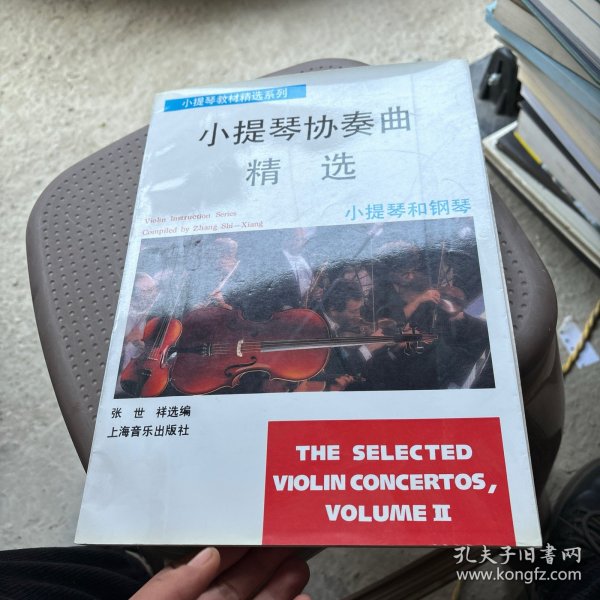 小提琴教材精选系列
小提琴协奏曲
精 选
小提琴和钢琴
Violin Instruction Series
Compiled by Zhang Shi-Xiang
张 世 祥选编
上海音乐出版社
THE SELECTED
VIOLIN CONCERTOS,
VOLUME II
孔夫子旧书网
www.kongfz.com